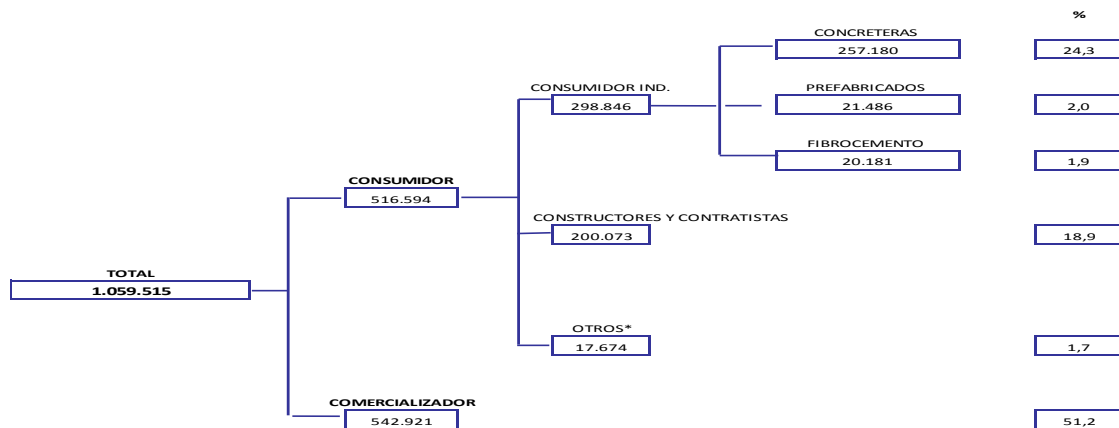 %
CONCRETERAS
257.180 24,3
CONSUMIDOR IND. PREFABRICADOS
298.846 21.486 2,0
FIBROCEMENTO
20.181 1,9
CONSUMIDOR
516.594
CONSTRUCTORES Y CONTRATISTAS
200.073 18,9
TOTAL
1.059.515
OTROS*
17.674 1,7
COMERCIALIZADOR
542.921 51,2